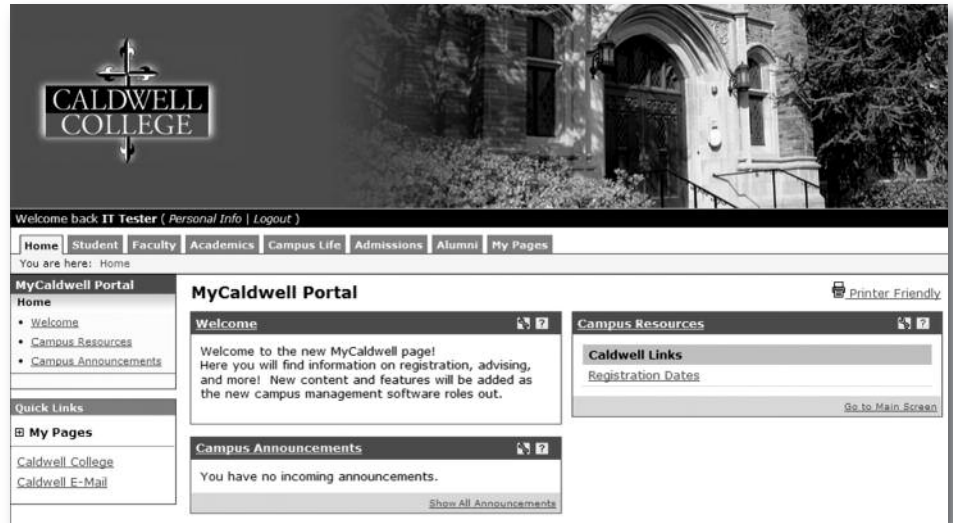 CALDWELL
COLLEGE
Welcome back IT Tester ( Personal Info | Logout )
Home Student Faculty Academics Campus Life Admissions Alumni My Pages
You are here: Home
MyCaldwell Portal
Home
• Welcome
• Campus Resources
• Campus Announcements
Quick Links
My Pages
Caldwell College
Caldwell E-Mail
MyCaldwell Portal
Printer Friendly
Welcome ?
Welcome to the new MyCaldwell page!
Here you will find information on registration, advising,
and more! New content and features will be added as
the new campus management software roles out.
Campus Announcements ?
You have no incoming announcements.
Show All Announcements
Campus Resources ?
Caldwell Links
Registration Dates
Go to Main Screen